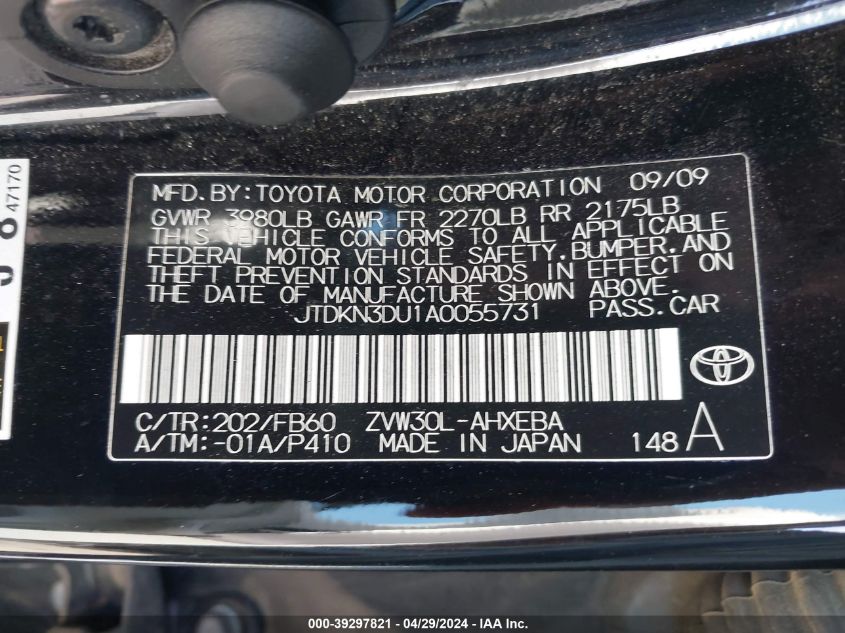 MFD.BY:TOYOTA MOTOR CORPORATION 09/09
GVWR 3980LB GAWR FR 2270LB RR 2175LB
THIS VEHICLE CONFORMS TO ALL APPLICABLE
FEDERAL MOTOR VEHICLE SAFETY,BUMPER,AND
THEFT PREVENTION STANDARDS IN EFFECT ON
THE DATE OF MANUFACTURE SHOWN ABOVE.
JTDKN3DU1A0055731 PASS.CAR
C/TR:202/FB60 ZVW30L-AHXEBA
A/TM:-01A/P410 MADE IN JAPAN 148 A
47170
000-39297821 - 04/29/2024 - IAA Inc.